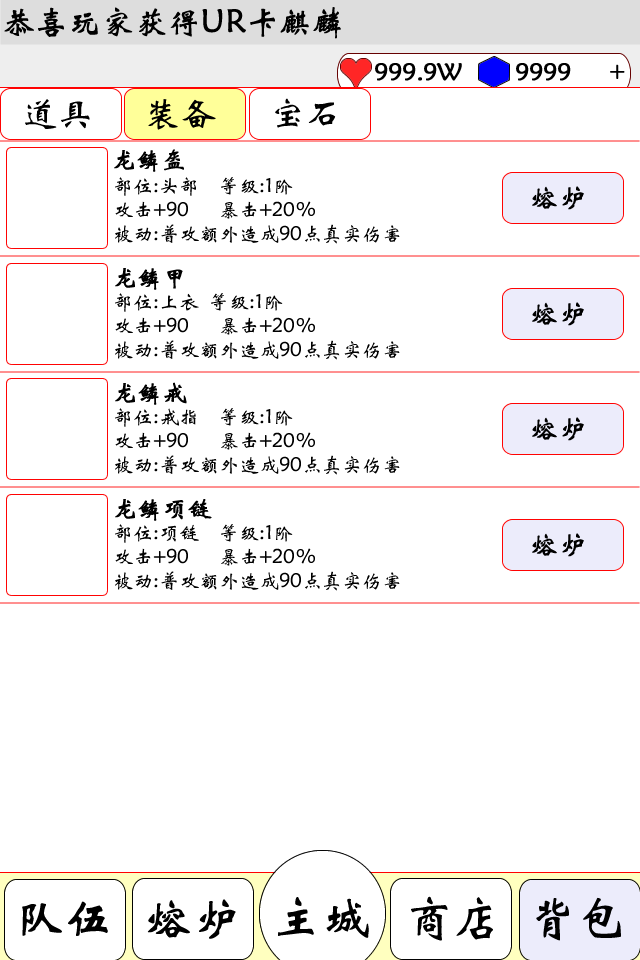 恭喜玩家获得UR卡麒麟
999.9W 9999 +
道具 装备 宝石
龙鳞盔
部位:头部 等级:1阶
攻击+90 暴击+20%
被动:普攻额外造成90点真实伤害
熔炉
龙鳞甲
部位:上衣 等级:1阶
攻击+90 暴击+20%
被动:普攻额外造成90点真实伤害
熔炉
龙鳞戒
部位:戒指 等级:1阶
攻击+90 暴击+20%
被动:普攻额外造成90点真实伤害
熔炉
龙鳞项链
部位:项链 等级:1阶
攻击+90 暴击+20%
被动:普攻额外造成90点真实伤害
熔炉
队伍 熔炉 主城 商店 背包